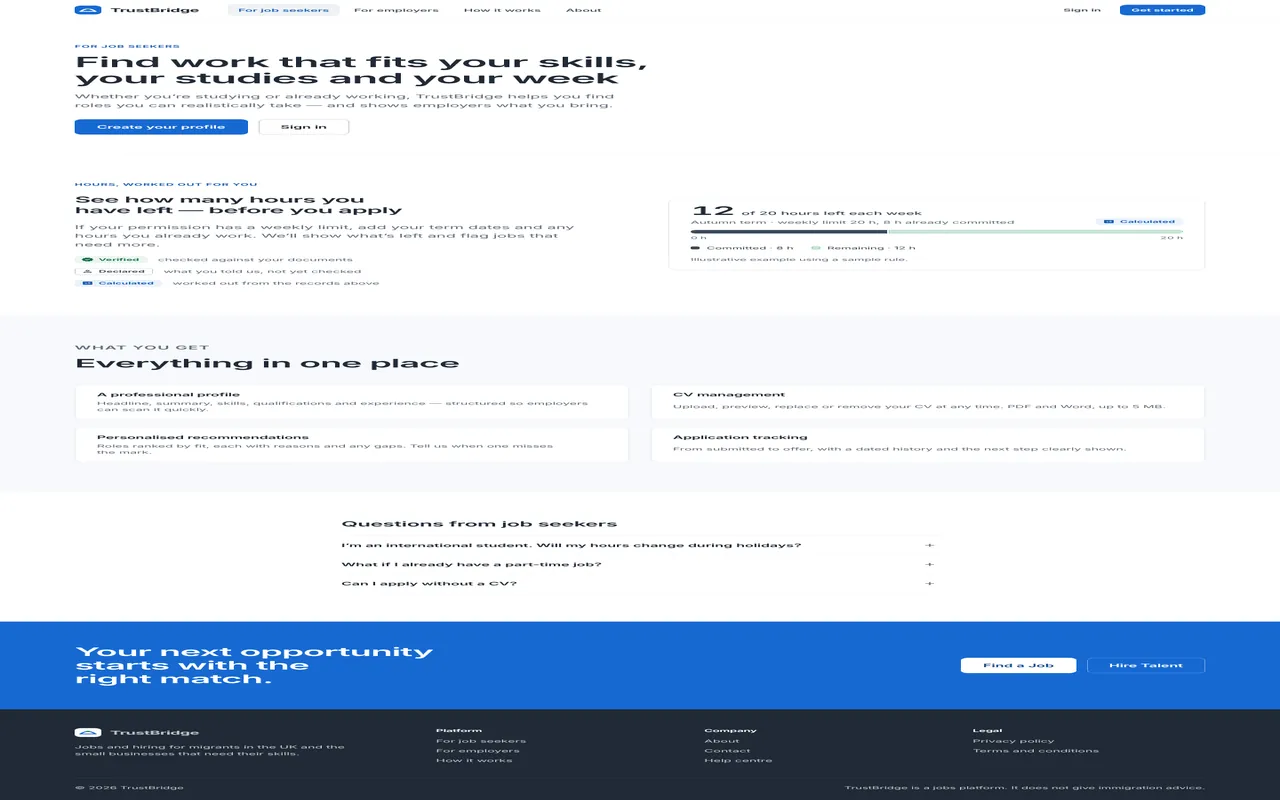 TrustBridge
For job seekers
For employers
How it works
About
Sign in
Get started
FOR JOB SEEKERS
Find work that fits your skills,
your studies and your week
Whether you're studying or already working, TrustBridge helps you find
roles you can realistically take — and shows employers what you bring.
Create your profile
Sign in
HOURS, WORKED OUT FOR YOU
See how many hours you
have left — before you apply
If your permission has a weekly limit, add your term dates and any
hours you already work. We'll show what's left and flag jobs that
need more.
Verified checked against your documents
Declared what you told us, not yet checked
Calculated worked out from the records above
12 of 20 hours left each week
Autumn term · weekly limit 20 h, 8 h already committed
Calculated
0 h
20 h
Committed · 8 h
Remaining · 12 h
Illustrative example using a sample rule.
WHAT YOU GET
Everything in one place
A professional profile
Headline, summary, skills, qualifications and experience — structured so employers
can scan it quickly.
CV management
Upload, preview, replace or remove your CV at any time. PDF and Word, up to 5 MB.
Personalised recommendations
Roles ranked by fit, each with reasons and any gaps. Tell us when one misses
the mark.
Application tracking
From submitted to offer, with a dated history and the next step clearly shown.
Questions from job seekers
I'm an international student. Will my hours change during holidays? +
What if I already have a part-time job? +
Can I apply without a CV? +
Your next opportunity
starts with the
right match.
Find a Job
Hire Talent
TrustBridge
Jobs and hiring for migrants in the UK and the
small businesses that need their skills.
Platform
For job seekers
For employers
How it works
Company
About
Contact
Help centre
Legal
Privacy policy
Terms and conditions
© 2026 TrustBridge
TrustBridge is a jobs platform. It does not give immigration advice.